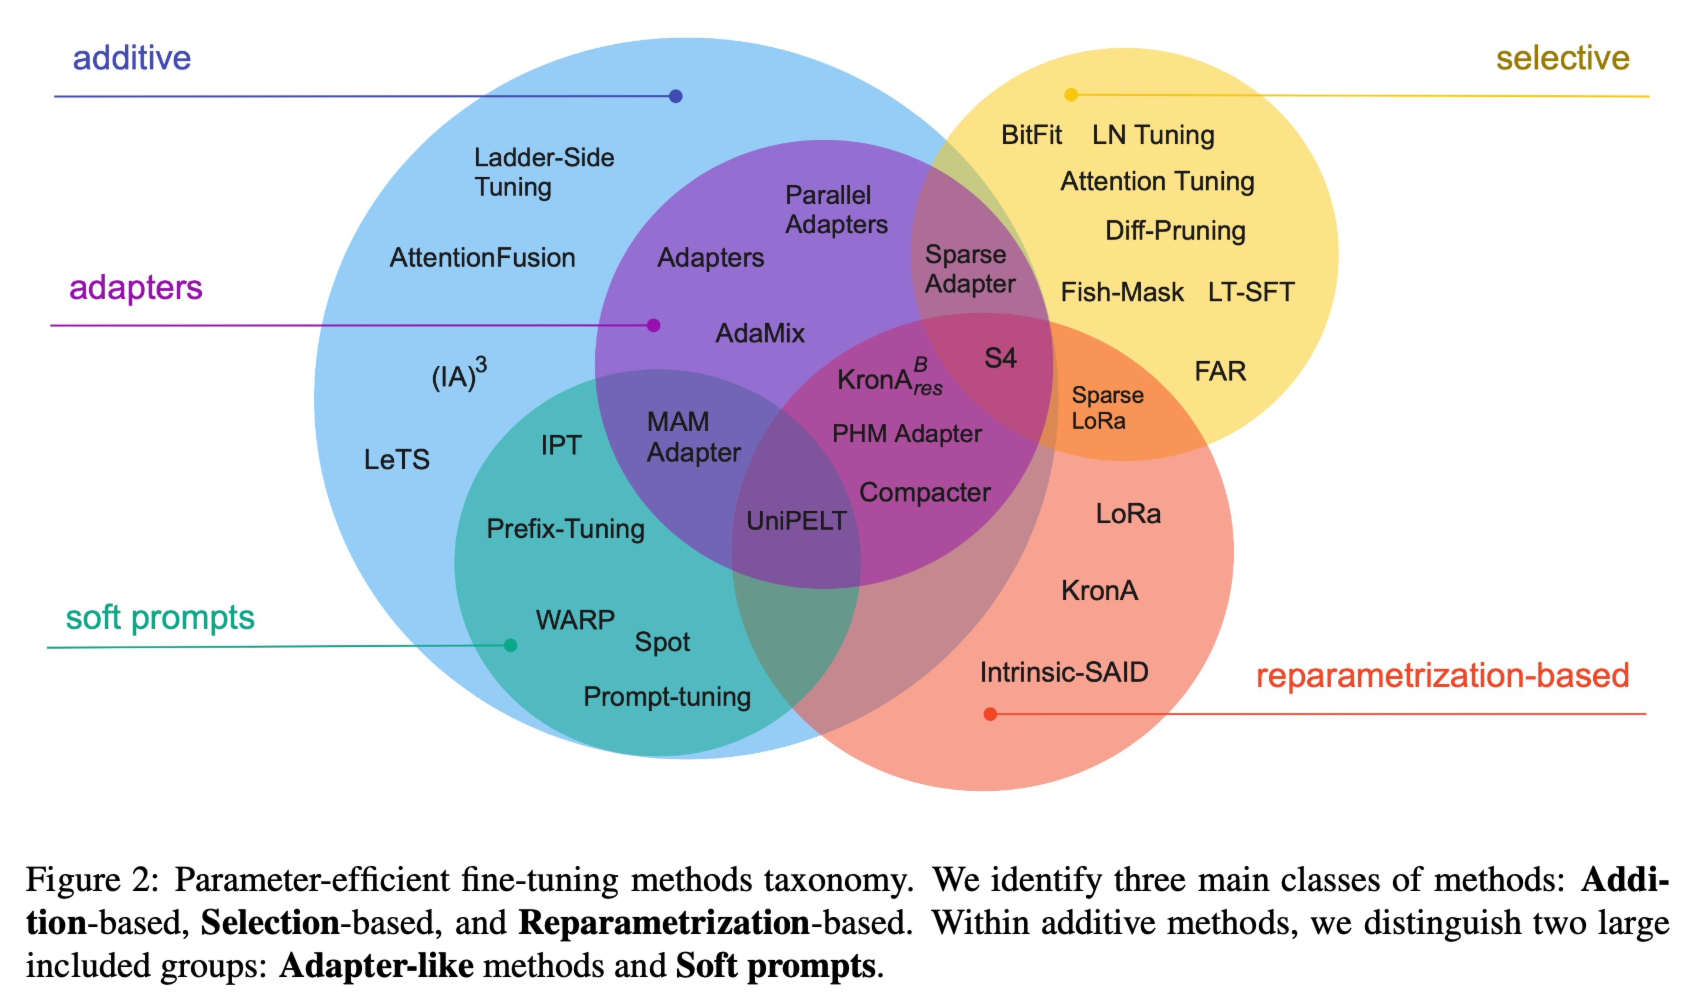 additive
selective
BitFit LN Tuning
Ladder-Side
Tuning
Attention Tuning
Parallel
Adapters
Diff-Pruning
AttentionFusion
Adapters
Sparse
Adapter
adapters
Fish-Mask LT-SFT
AdaMix
S4
(IA)³
KronA^B_res
FAR
Sparse
LoRa
MAM
Adapter
IPT
PHM Adapter
LeTS
Compacter
LoRa
UniPELT
Prefix-Tuning
KronA
soft prompts
WARP
Spot
Intrinsic-SAID
reparametrization-based
Prompt-tuning
Figure 2: Parameter-efficient fine-tuning methods taxonomy. We identify three main classes of methods: Addi-
tion-based, Selection-based, and Reparametrization-based. Within additive methods, we distinguish two large
included groups: Adapter-like methods and Soft prompts.